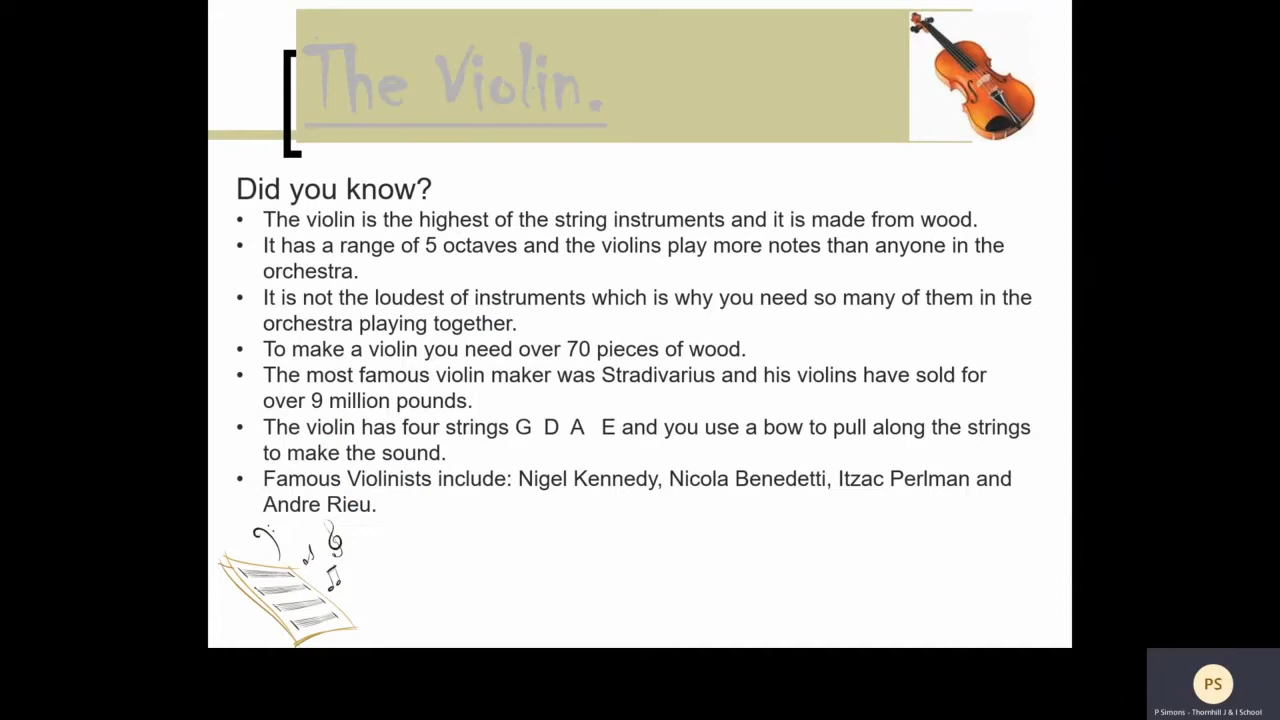 The Violin.
Did you know?
• The violin is the highest of the string instruments and it is made from wood.
• It has a range of 5 octaves and the violins play more notes than anyone in the
orchestra.
• It is not the loudest of instruments which is why you need so many of them in the
orchestra playing together.
• To make a violin you need over 70 pieces of wood.
• The most famous violin maker was Stradivarius and his violins have sold for
over 9 million pounds.
• The violin has four strings G D A E and you use a bow to pull along the strings
to make the sound.
• Famous Violinists include: Nigel Kennedy, Nicola Benedetti, Itzac Perlman and
Andre Rieu.
PS
P Simons - Thornhill J & I School